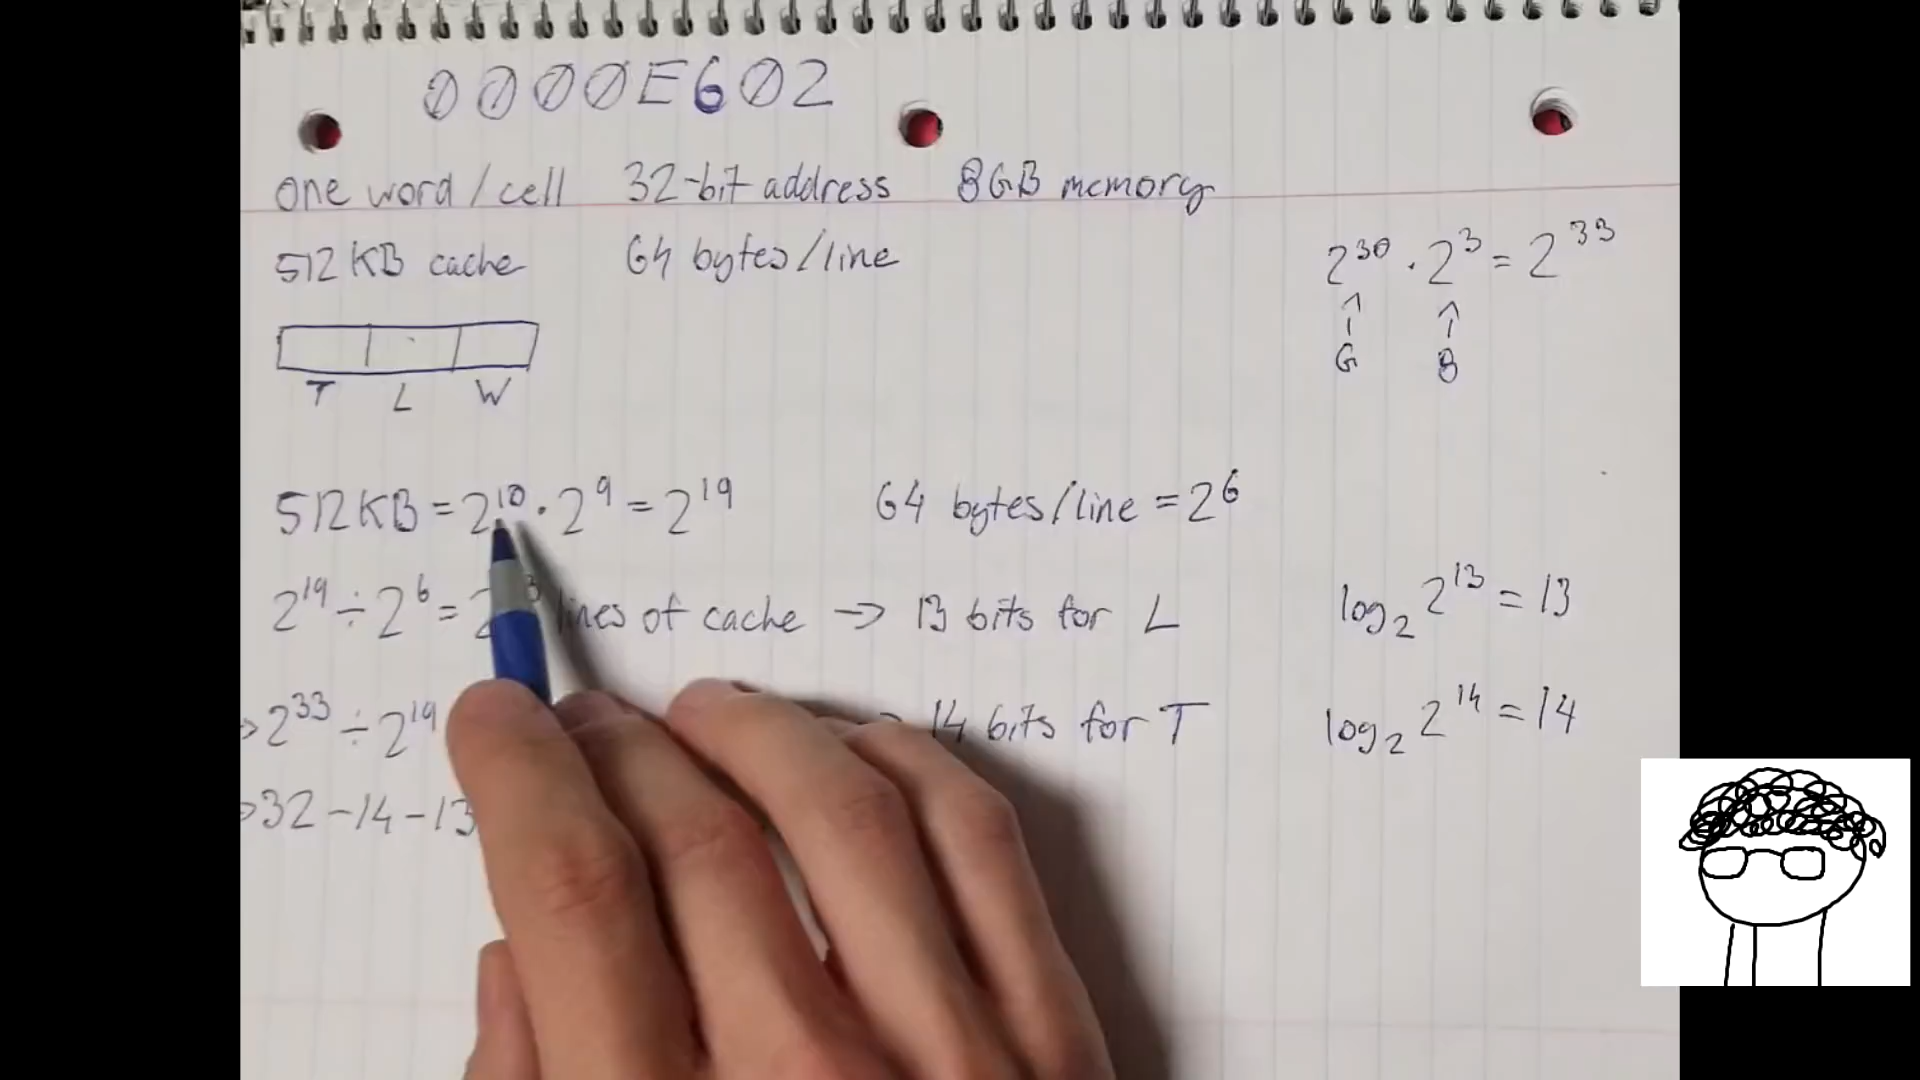 0000E602
one word/cell 32-bit address 8GB memory
512KB cache 64 bytes/line
2^30 · 2^3 = 2^33
G 8
T L W
512KB = 2^10 · 2^9 = 2^19 64 bytes/line = 2^6
2^19 ÷ 2^6 = lines of cache → 13 bits for L log₂ 2^13 = 13
→ 2^33 ÷ 2^19 → 14 bits for T log₂ 2^14 = 14
→ 32 - 14 - 13